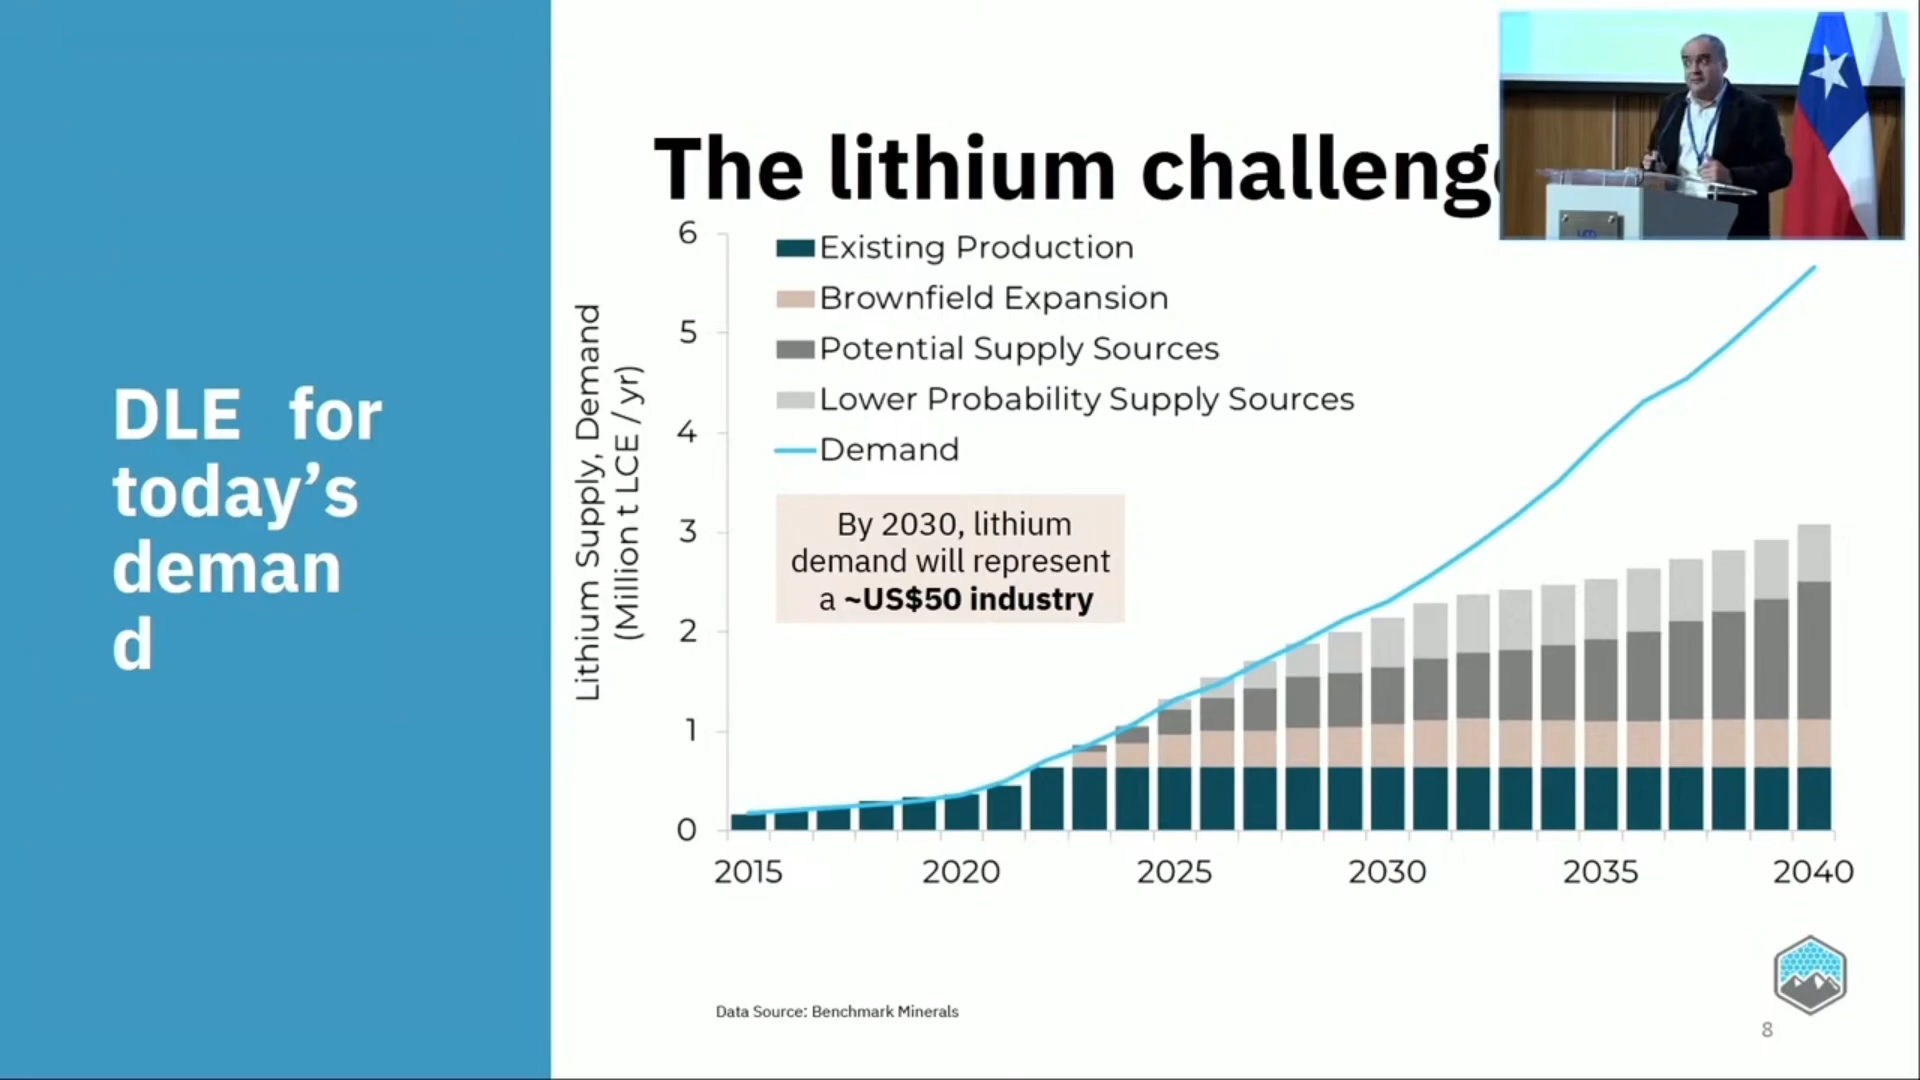 DLE for
today’s
deman
d
The lithium challenge
6
5
4
3
2
1
0
Lithium Supply, Demand
(Million t LCE / yr)
Existing Production
Brownfield Expansion
Potential Supply Sources
Lower Probability Supply Sources
Demand
By 2030, lithium
demand will represent
a ~US$50 industry
2015 2020 2025 2030 2035 2040
Data Source: Benchmark Minerals
8